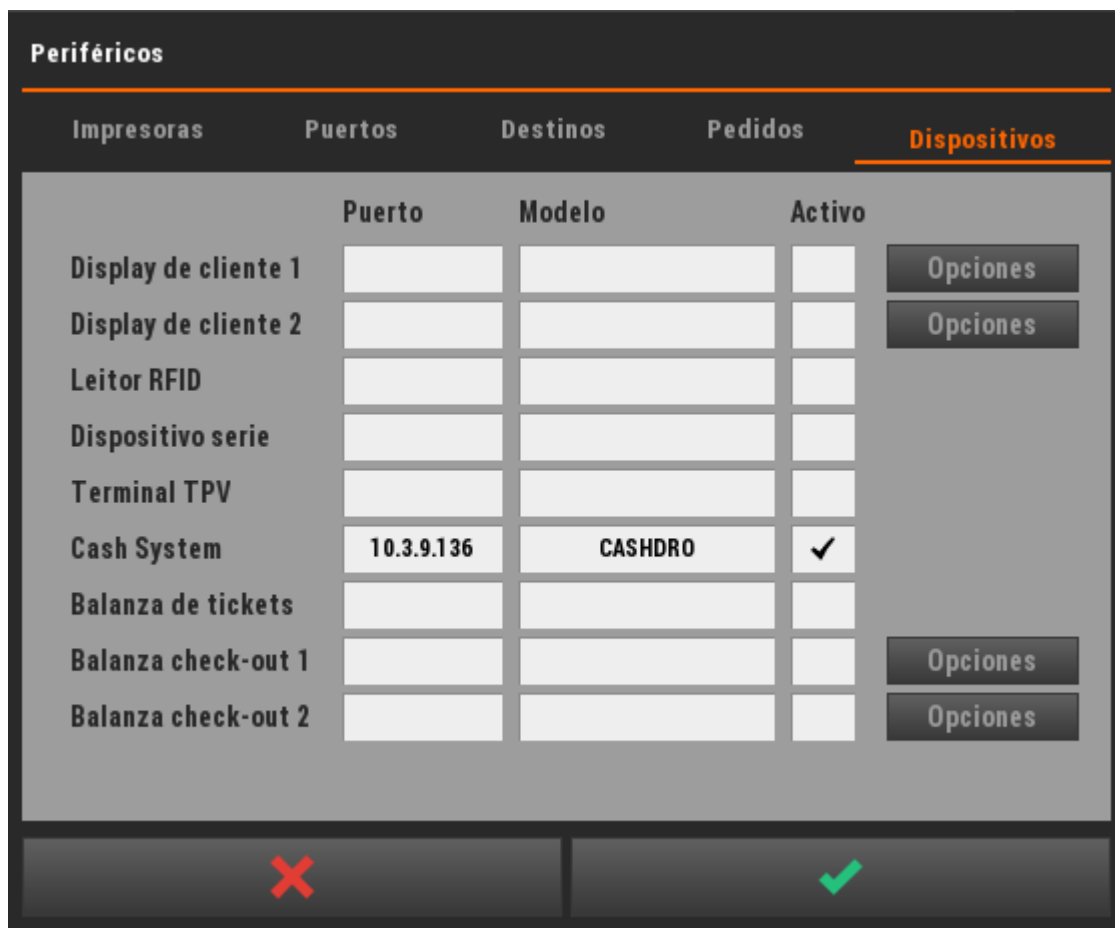 Periféricos
Impresoras Puertos Destinos Pedidos Dispositivos
Puerto Modelo Activo
Display de cliente 1 Opciones
Display de cliente 2 Opciones
Leitor RFID
Dispositivo serie
Terminal TPV
Cash System 10.3.9.136 CASHDRO
Balanza de tickets
Balanza check-out 1 Opciones
Balanza check-out 2 Opciones